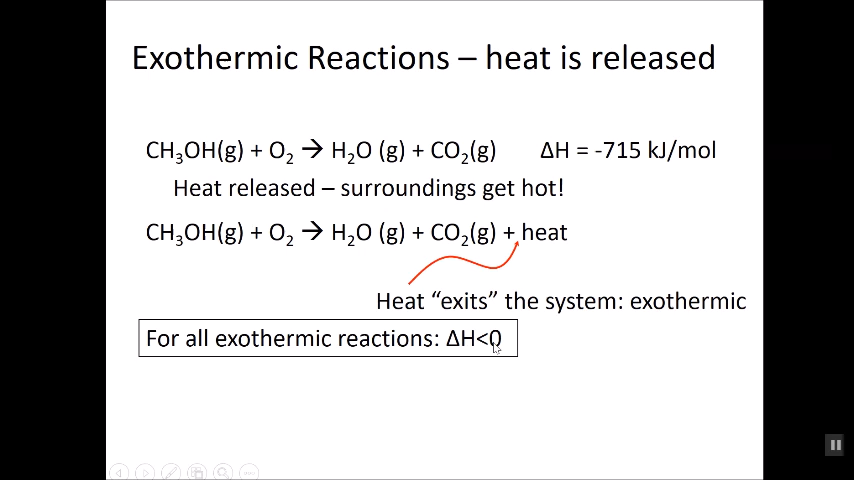 Exothermic Reactions – heat is released
CH₃OH(g) + O₂ → H₂O (g) + CO₂(g) ΔH = -715 kJ/mol
Heat released – surroundings get hot!
CH₃OH(g) + O₂ → H₂O (g) + CO₂(g) + heat
Heat “exits” the system: exothermic
For all exothermic reactions: ΔH<0